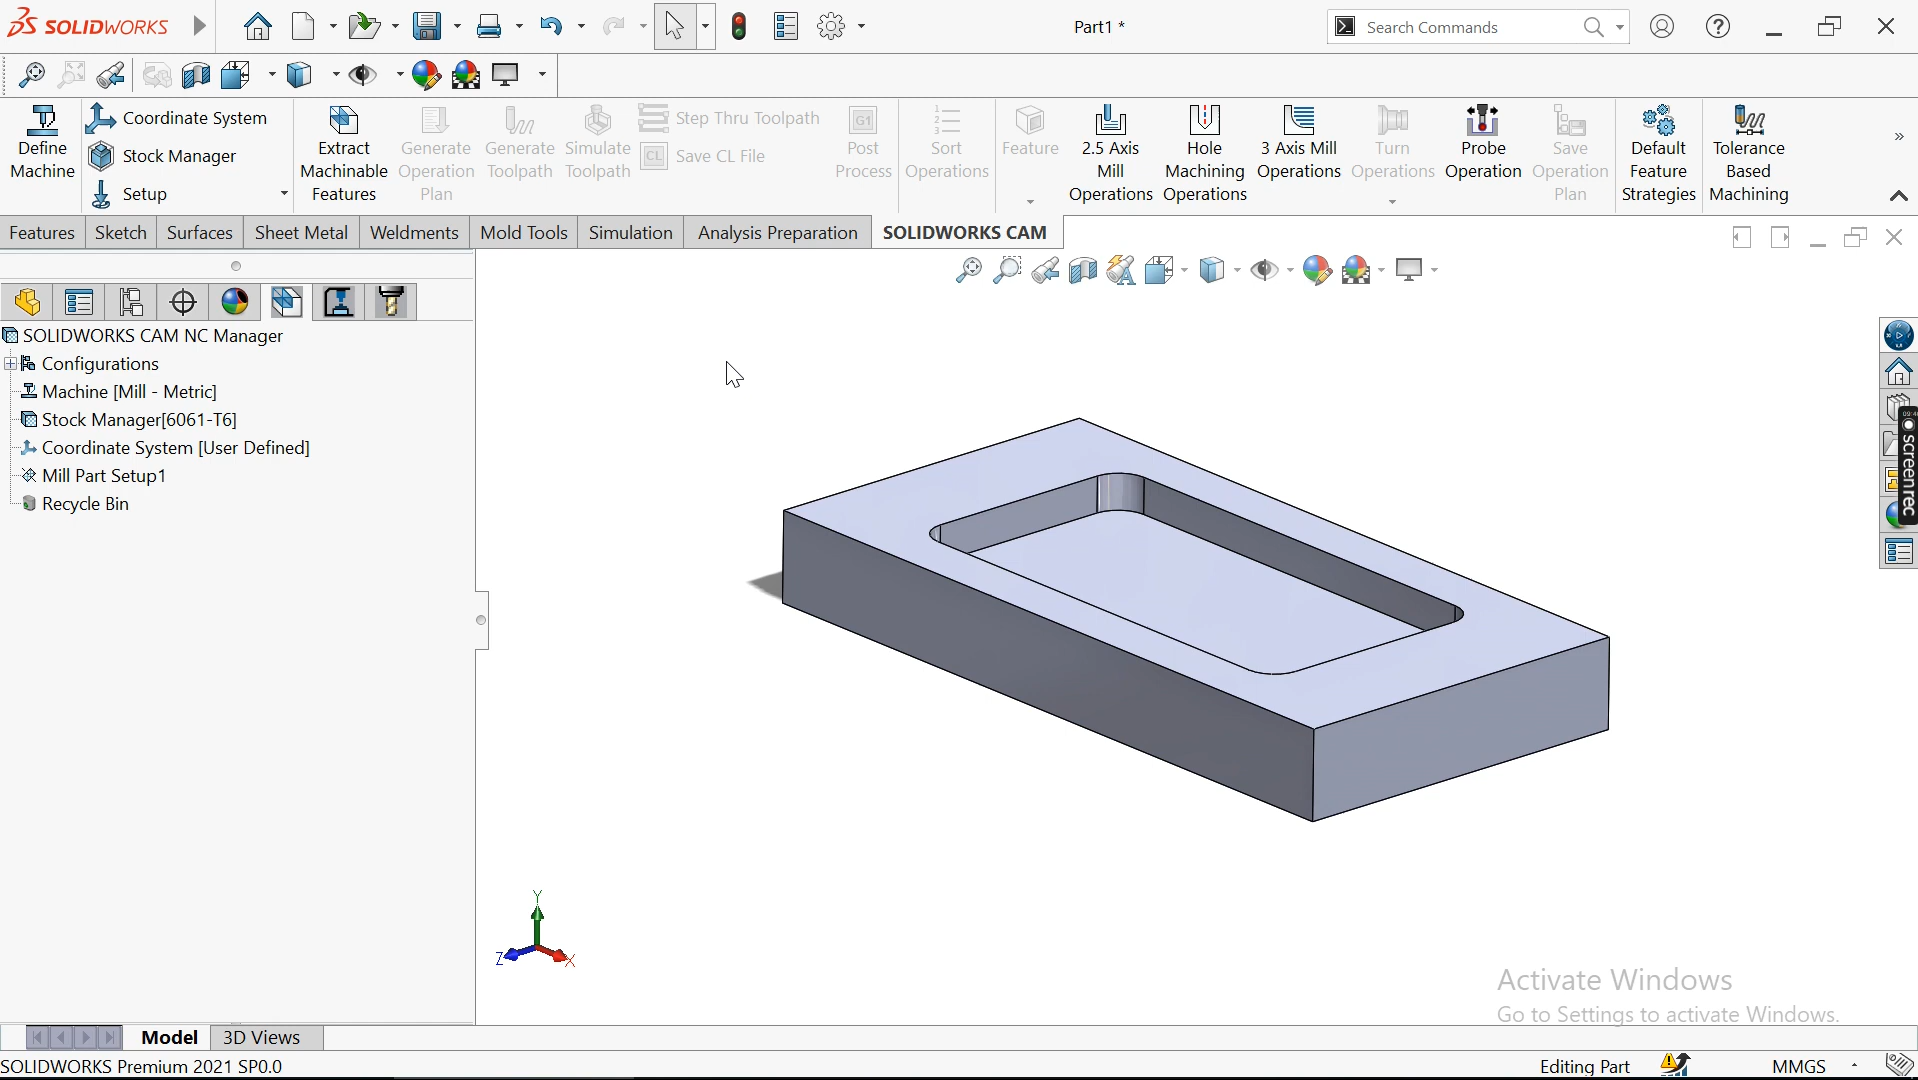 SOLIDWORKS
Part1 *
Search Commands
Define Machine
Coordinate System
Stock Manager
Setup
Extract Machinable Features
Generate Operation Plan
Generate Toolpath
Simulate Toolpath
Step Thru Toolpath
CL Save CL File
G1 Post Process
Sort Operations
Feature
2.5 Axis Mill Operations
Hole Machining Operations
3 Axis Mill Operations
Turn Operations
Probe Operation
Save Operation Plan
Default Feature Strategies
Tolerance Based Machining
Features Sketch Surfaces Sheet Metal Weldments Mold Tools Simulation Analysis Preparation SOLIDWORKS CAM
SOLIDWORKS CAM NC Manager
Configurations
Machine [Mill - Metric]
Stock Manager[6061-T6]
Coordinate System [User Defined]
Mill Part Setup1
Recycle Bin
screenrec
Y
Z
X
Activate Windows
Go to Settings to activate Windows.
Model 3D Views
SOLIDWORKS Premium 2021 SP0.0
Editing Part
MMGS